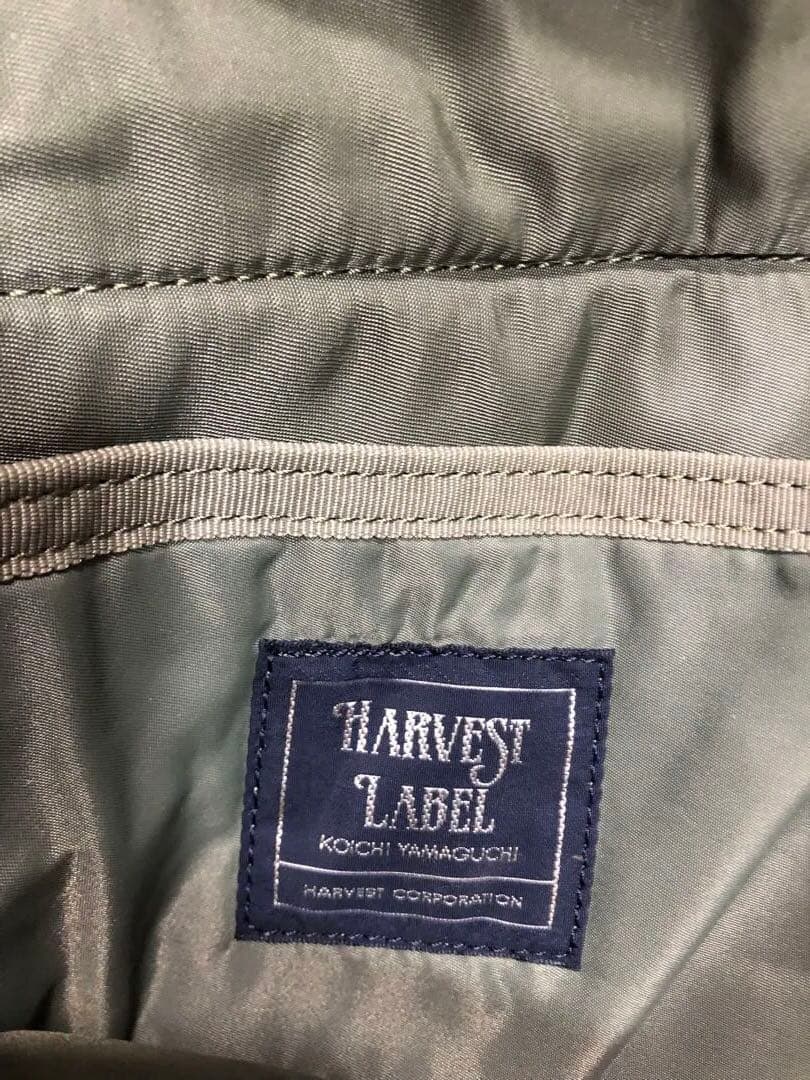 HARVEST
LABEL
KOICHI YAMAGUCHI
HARVEST CORPORATION